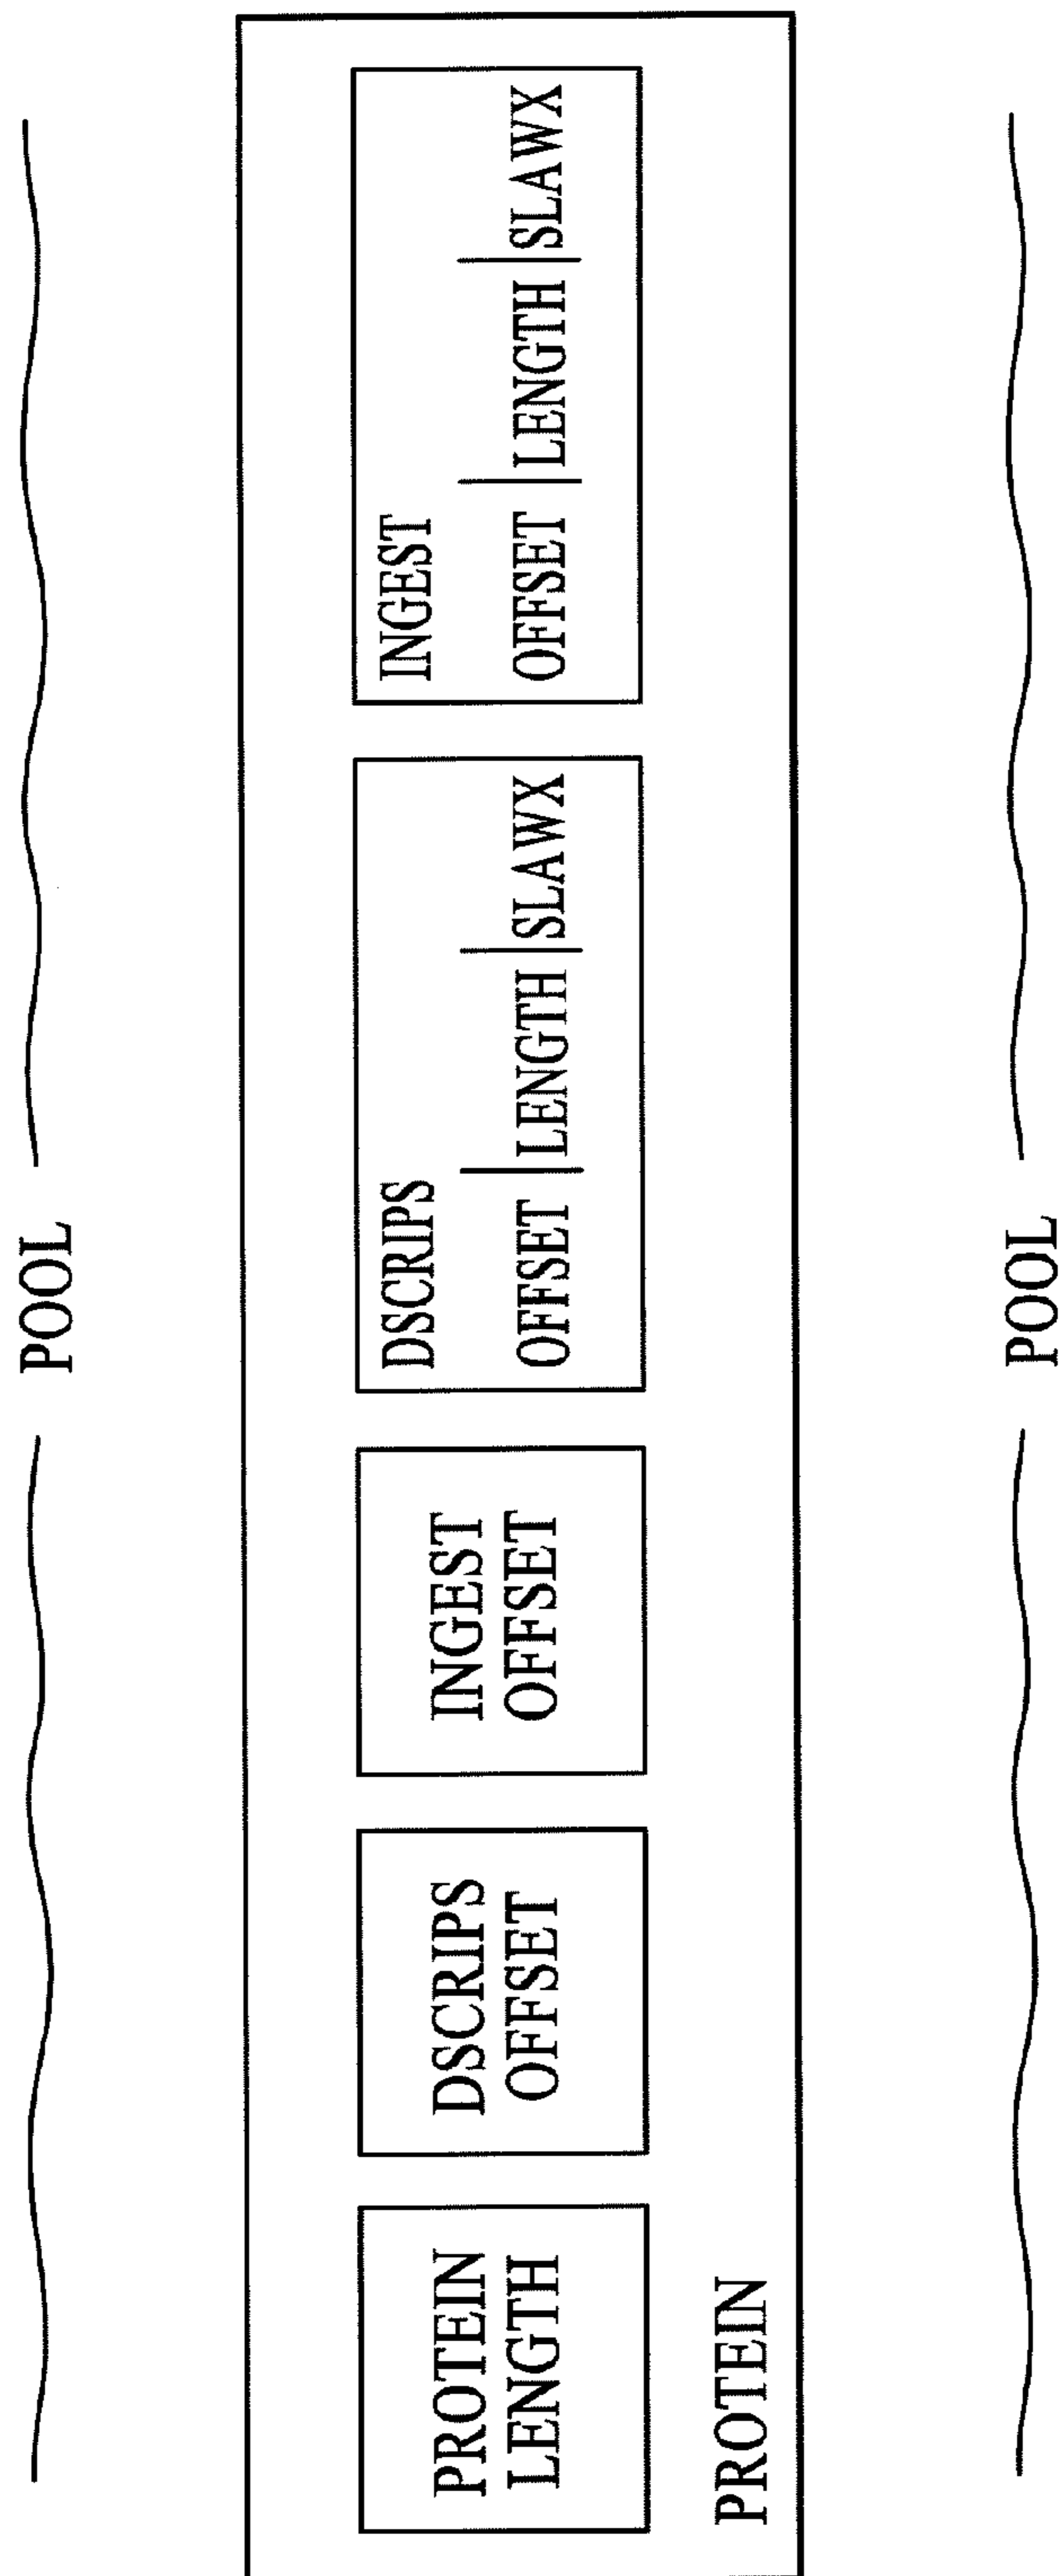 POOL
PROTEIN
LENGTH
DSCRIPS
OFFSET
INGEST
OFFSET
DSCRIPS
OFFSET LENGTH SLAWX
INGEST
OFFSET LENGTH SLAWX
PROTEIN
POOL